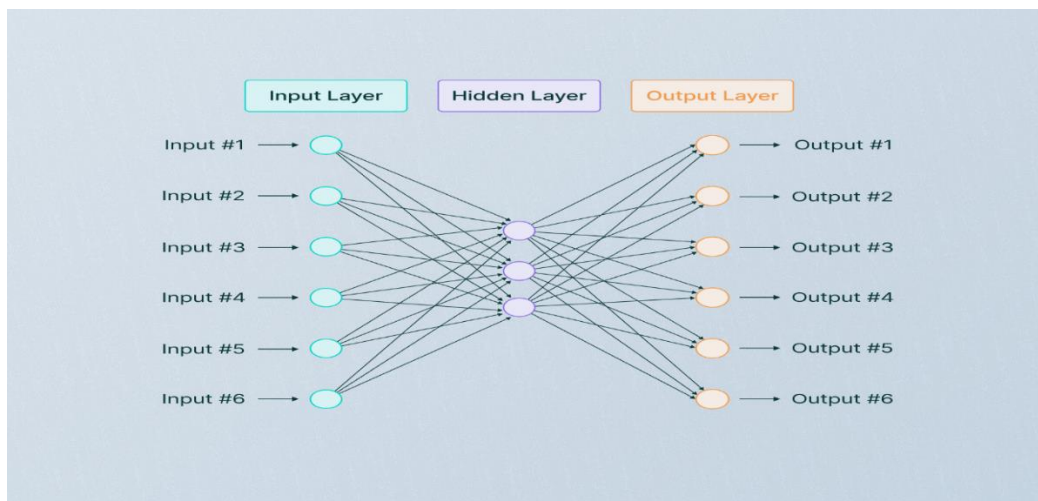 Input Layer
Hidden Layer
Output Layer
Input #1
Output #1
Input #2
Output #2
Input #3
Output #3
Input #4
Output #4
Input #5
Output #5
Input #6
Output #6